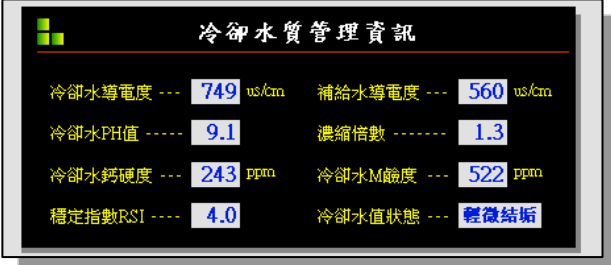 冷卻水質管理資訊
冷卻水導電度 --- 749 us/cm 補給水導電度 --- 560 us/cm
冷卻水PH值 ----- 9.1 濃縮倍數 ------- 1.3
冷卻水鈣硬度 --- 243 ppm 冷卻水M鹼度 --- 522 ppm
穩定指數RSI ---- 4.0 冷卻水值狀態 --- 輕微結垢